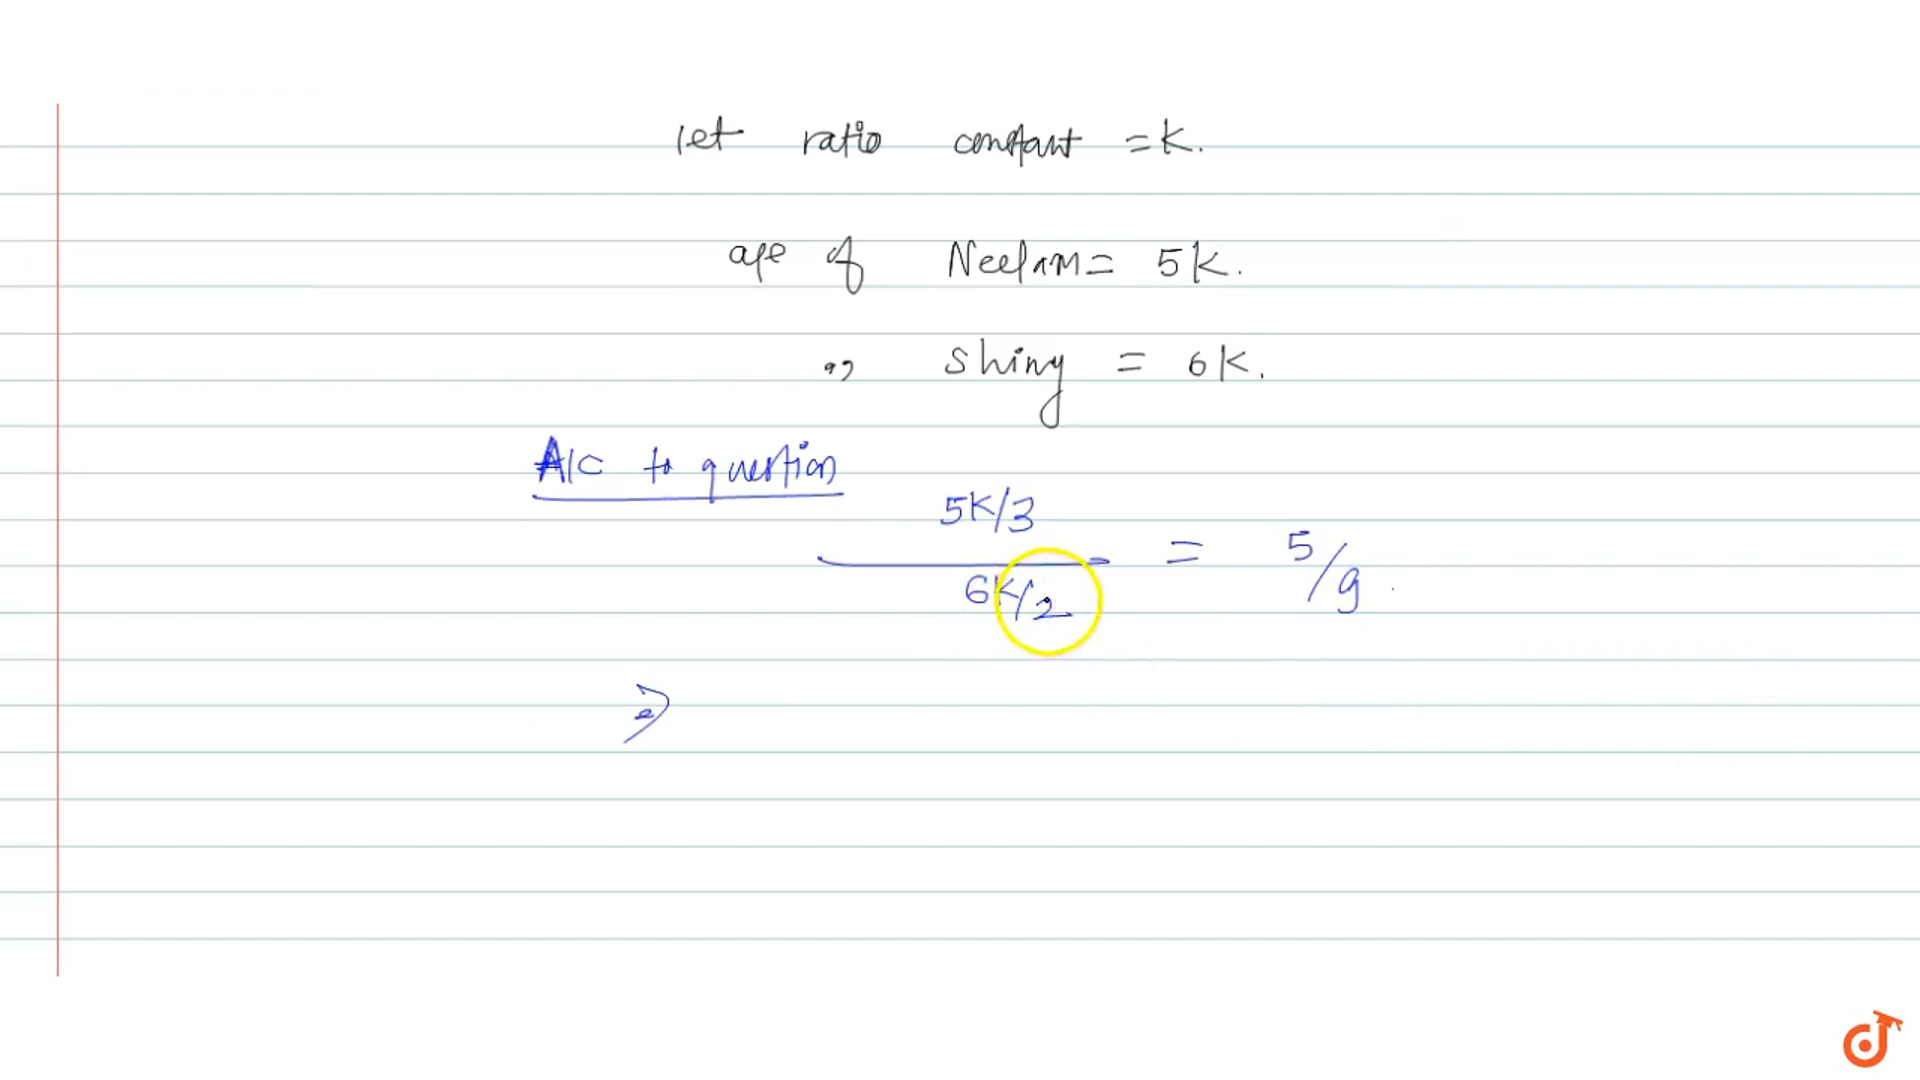 let ratio constant = K.
age of Neelam = 5K.
,, Shiny = 6K.
A/C to question
5K/3
= 5/9.
6K/2
⇒